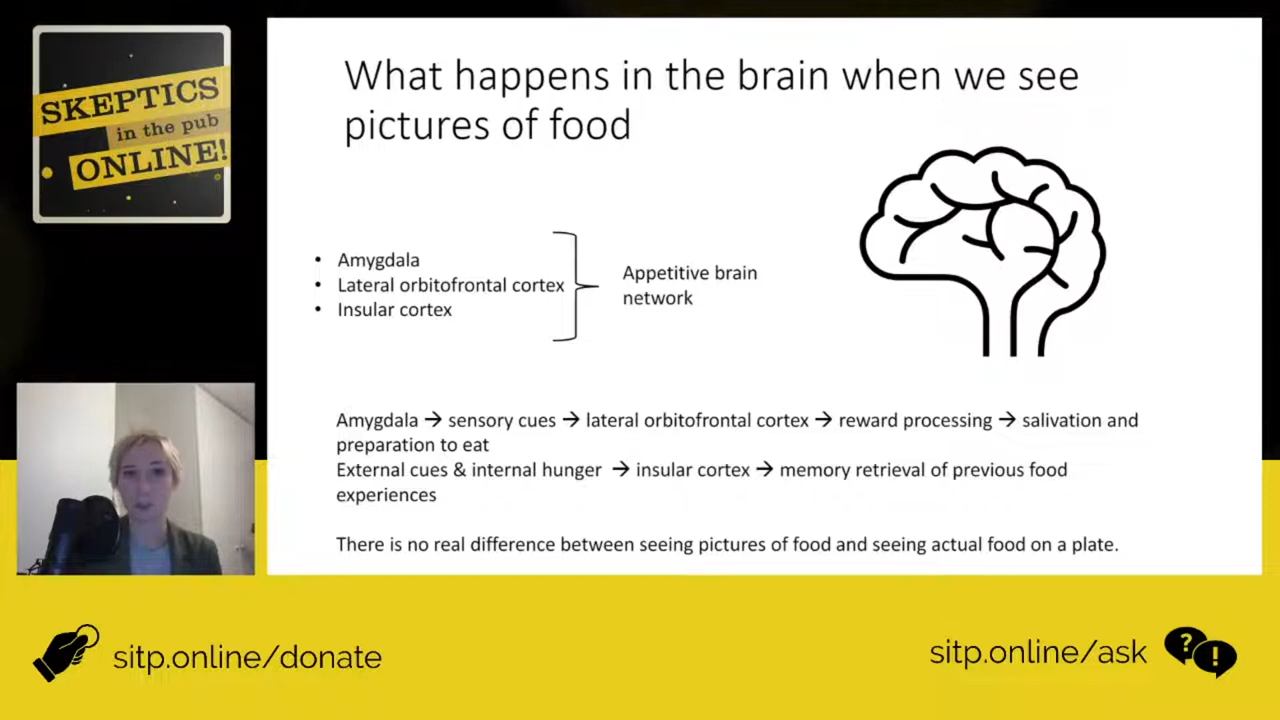 SKEPTICS
in the pub
ONLINE!
What happens in the brain when we see
pictures of food
• Amygdala
• Lateral orbitofrontal cortex
• Insular cortex
Appetitive brain
network
Amygdala → sensory cues → lateral orbitofrontal cortex → reward processing → salivation and
preparation to eat
External cues & internal hunger → insular cortex → memory retrieval of previous food
experiences
There is no real difference between seeing pictures of food and seeing actual food on a plate.
sitp.online/donate
sitp.online/ask
?
!